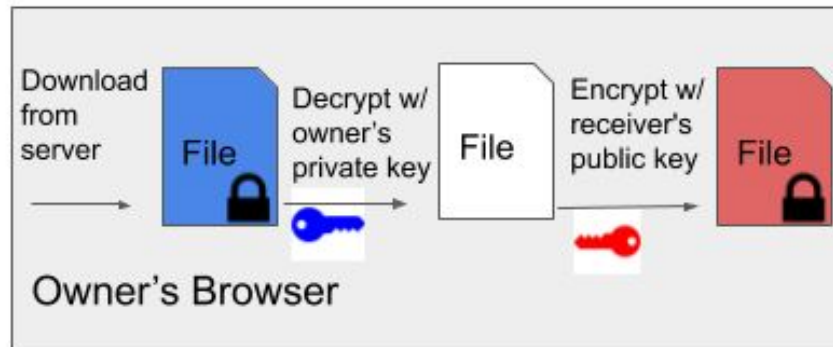 Download
from
server
File
Decrypt w/
owner's
private key
File
Encrypt w/
receiver's
public key
File
Owner's Browser